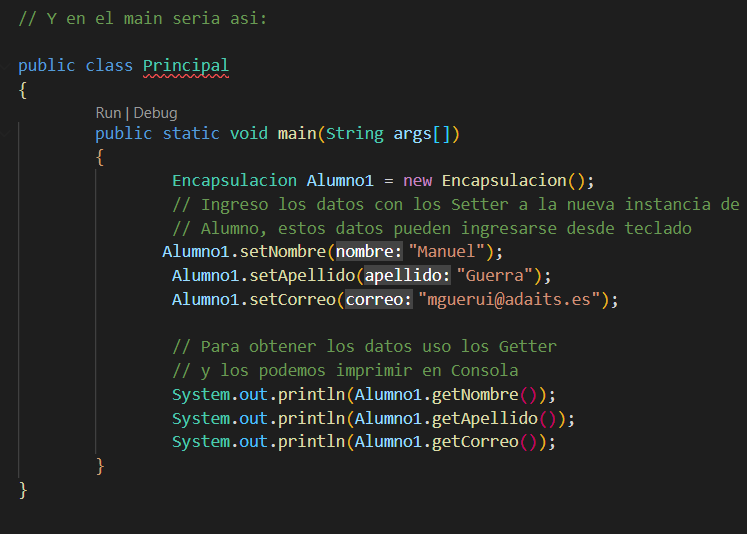 // Y en el main seria asi:
public class Principal
{
Run | Debug
public static void main(String args[])
{
Encapsulacion Alumno1 = new Encapsulacion();
// Ingreso los datos con los Setter a la nueva instancia de
// Alumno, estos datos pueden ingresarse desde teclado
Alumno1.setNombre(nombre: "Manuel");
Alumno1.setApellido(apellido: "Guerra");
Alumno1.setCorreo(correo: "mguerui@adaits.es");
// Para obtener los datos uso los Getter
// y los podemos imprimir en Consola
System.out.println(Alumno1.getNombre());
System.out.println(Alumno1.getApellido());
System.out.println(Alumno1.getCorreo());
}
}